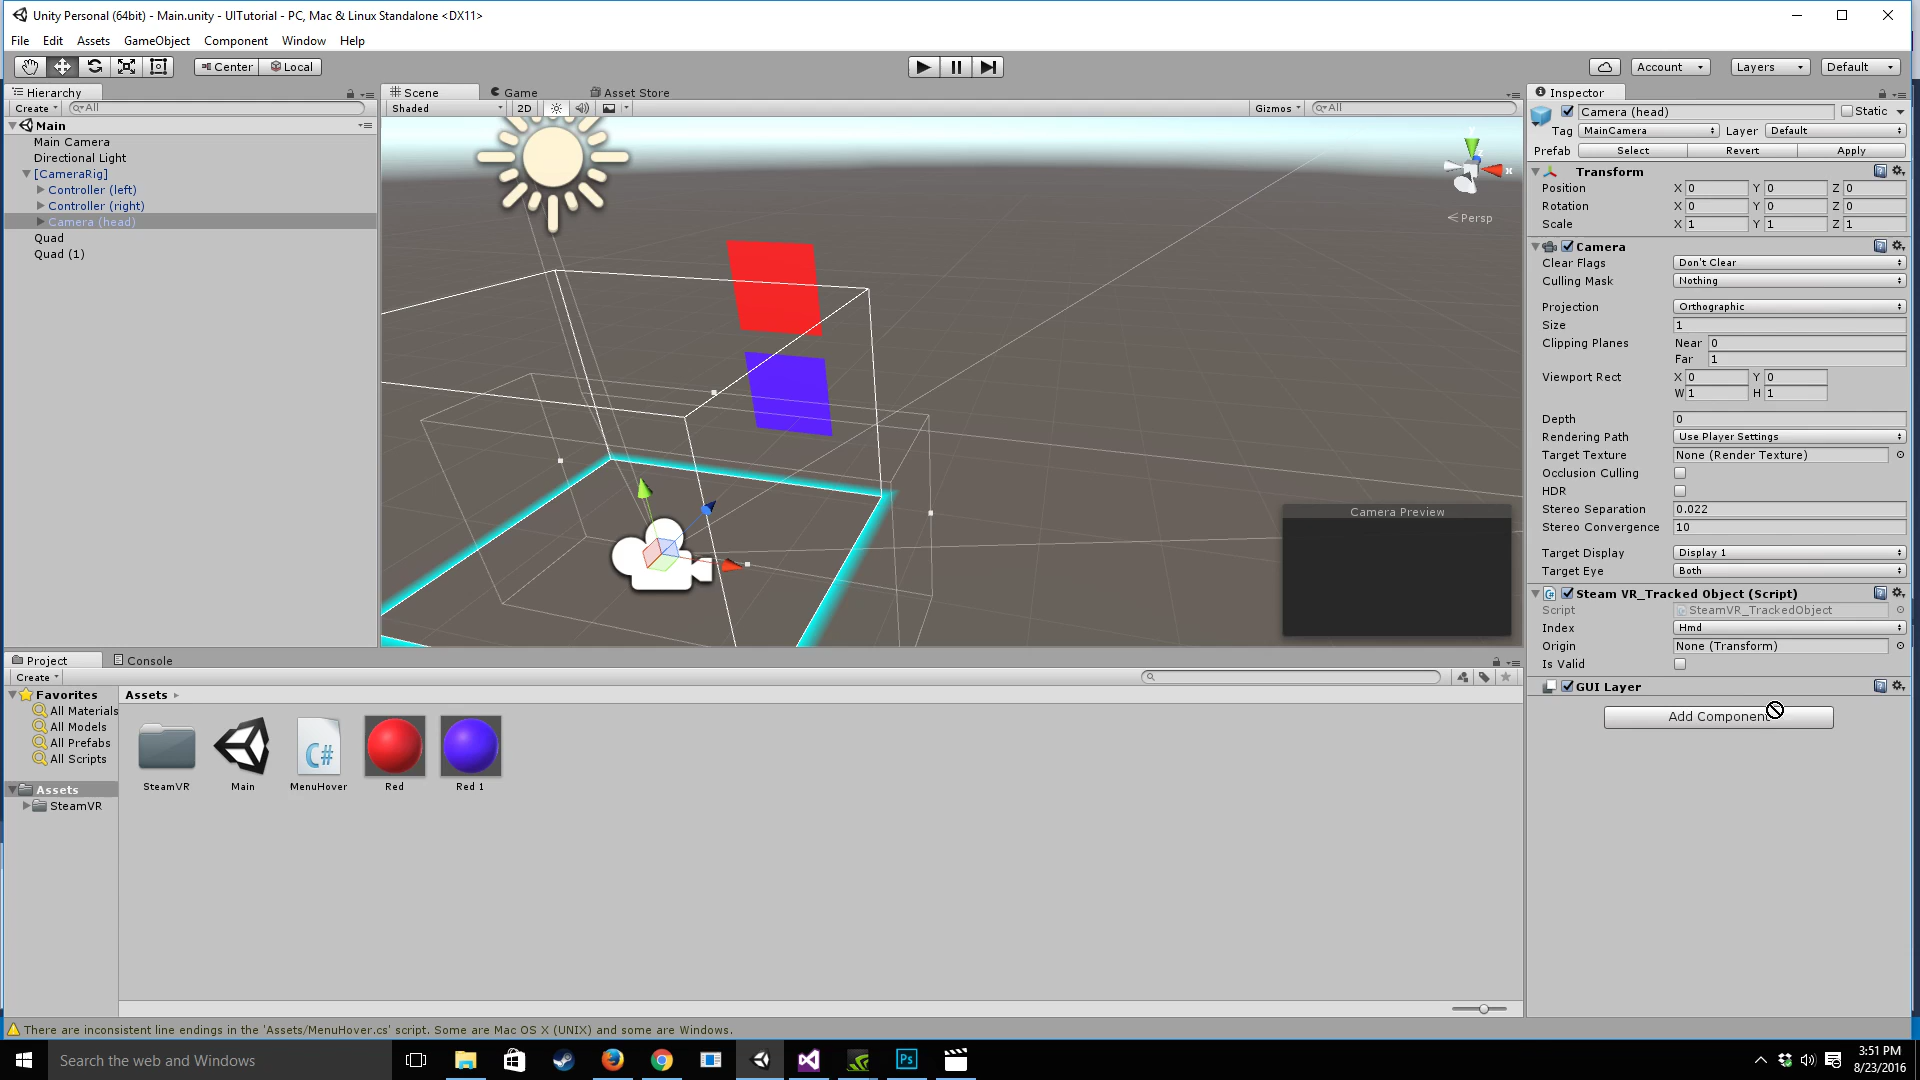 Unity Personal (64bit) - Main.unity - UITutorial - PC, Mac & Linux Standalone <DX11>
File Edit Assets GameObject Component Window Help
Center Local
Account Layers Default
Hierarchy
Create All
Main
Main Camera
Directional Light
[CameraRig]
Controller (left)
Controller (right)
Camera (head)
Quad
Quad (1)
Scene Game Asset Store
Shaded 2D Gizmos All
x
Persp
Camera Preview
Inspector
Camera (head) Static
Tag MainCamera Layer Default
Prefab Select Revert Apply
Transform
Position X 0 Y 0 Z 0
Rotation X 0 Y 0 Z 0
Scale X 1 Y 1 Z 1
Camera
Clear Flags Don't Clear
Culling Mask Nothing
Projection Orthographic
Size 1
Clipping Planes Near 0
Far 1
Viewport Rect X 0 Y 0
W 1 H 1
Depth 0
Rendering Path Use Player Settings
Target Texture None (Render Texture)
Occlusion Culling
HDR
Stereo Separation 0.022
Stereo Convergence 10
Target Display Display 1
Target Eye Both
Steam VR_Tracked Object (Script)
Script SteamVR_TrackedObject
Index Hmd
Origin None (Transform)
Is Valid
GUI Layer
Add Component
Project Console
Create
Favorites
All Materials
All Models
All Prefabs
All Scripts
Assets
SteamVR
Assets
SteamVR Main MenuHover Red Red 1
C#
There are inconsistent line endings in the 'Assets/MenuHover.cs' script. Some are Mac OS X (UNIX) and some are Windows.
Search the web and Windows
Ps
3:51 PM
8/23/2016